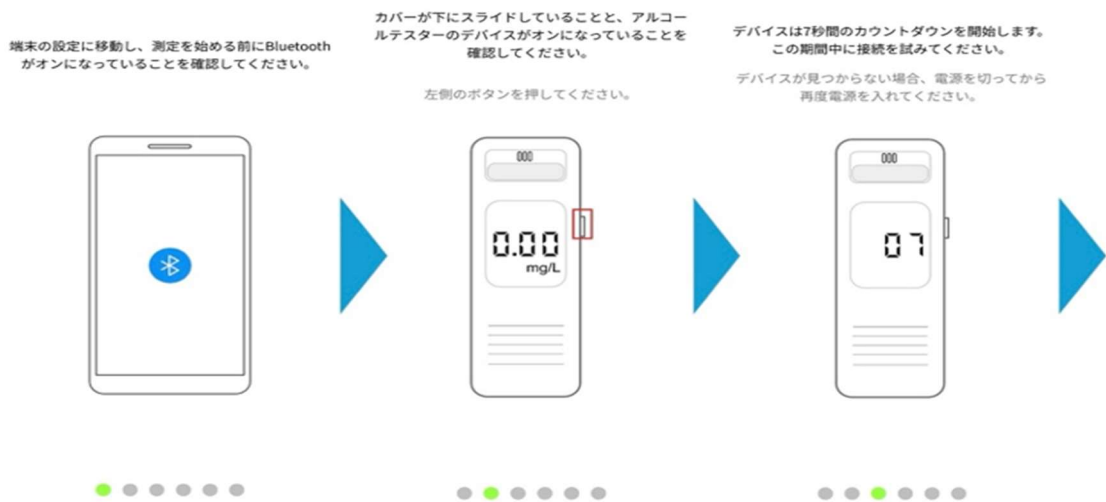 端末の設定に移動し、測定を始める前にBluetooth
がオンになっていることを確認してください。
カバーが下にスライドしていることと、アルコー
ルテスターのデバイスがオンになっていることを
確認してください。
左側のボタンを押してください。
000
0.00
mg/L
デバイスは7秒間のカウントダウンを開始します。
この期間中に接続を試みてください。
デバイスが見つからない場合、電源を切ってから
再度電源を入れてください。
000
07